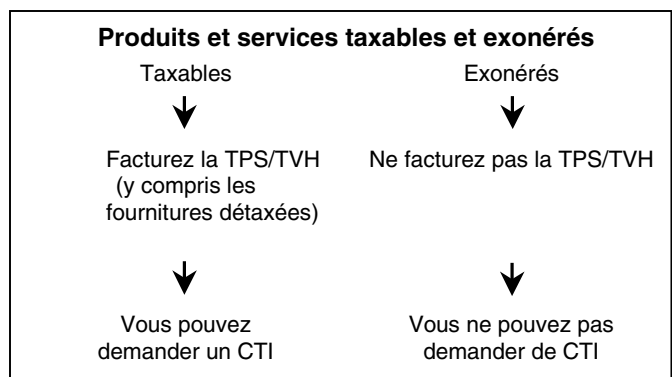 Produits et services taxables et exonérés
Taxables
Exonérés
Facturez la TPS/TVH
(y compris les
fournitures détaxées)
Ne facturez pas la TPS/TVH
Vous pouvez
demander un CTI
Vous ne pouvez pas
demander de CTI